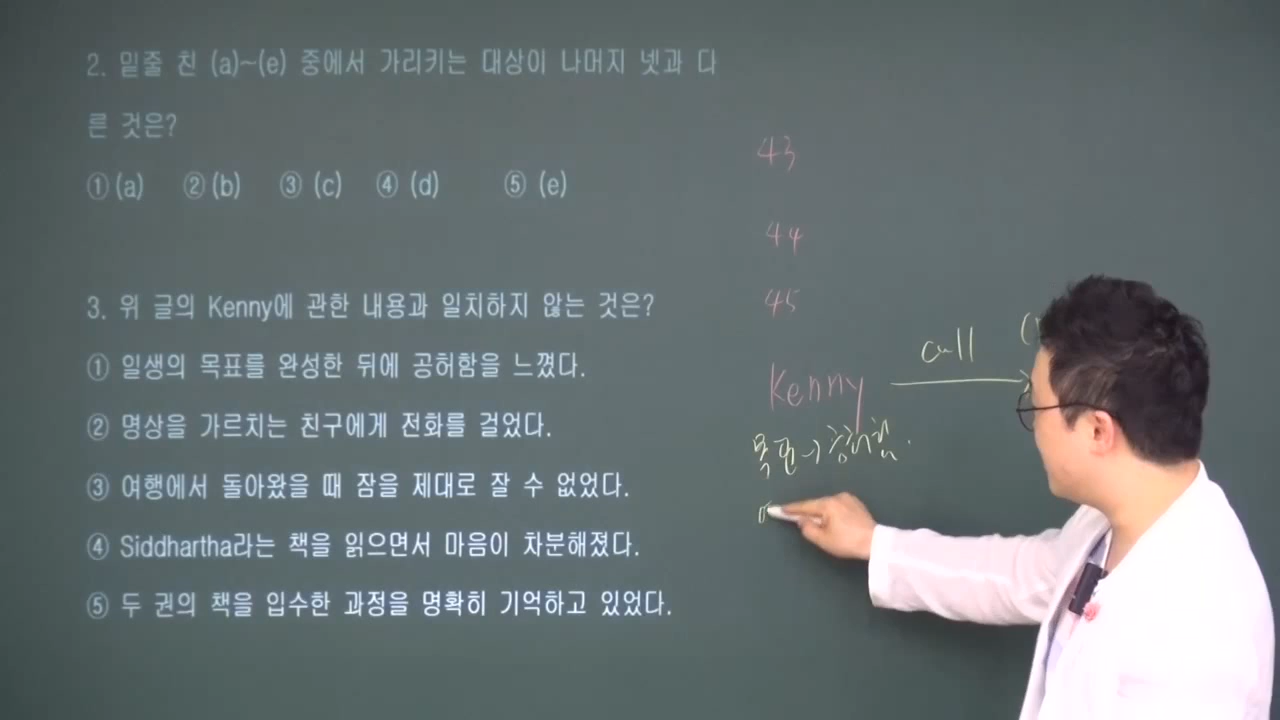 2. 밑줄 친 (a)~(e) 중에서 가리키는 대상이 나머지 넷과 다
른 것은?
① (a) ② (b) ③ (c) ④ (d) ⑤ (e)
3. 위 글의 Kenny에 관한 내용과 일치하지 않는 것은?
① 일생의 목표를 완성한 뒤에 공허함을 느꼈다.
② 명상을 가르치는 친구에게 전화를 걸었다.
③ 여행에서 돌아왔을 때 잠을 제대로 잘 수 없었다.
④ Siddhartha라는 책을 읽으면서 마음이 차분해졌다.
⑤ 두 권의 책을 입수한 과정을 명확히 기억하고 있었다.
43
44
45
Kenny
call
목표→공허함.